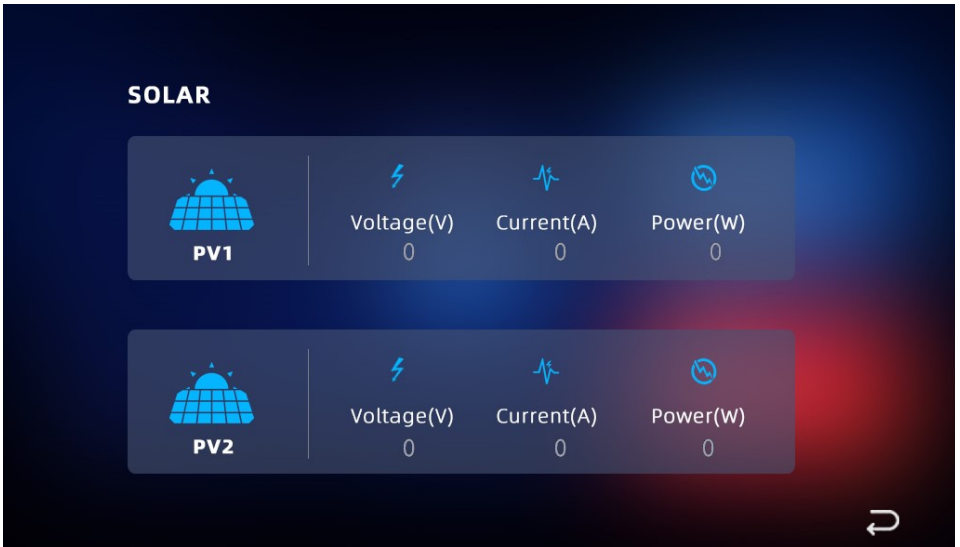 SOLAR
Voltage(V) Current(A) Power(W)
PV1 0 0 0
Voltage(V) Current(A) Power(W)
PV2 0 0 0